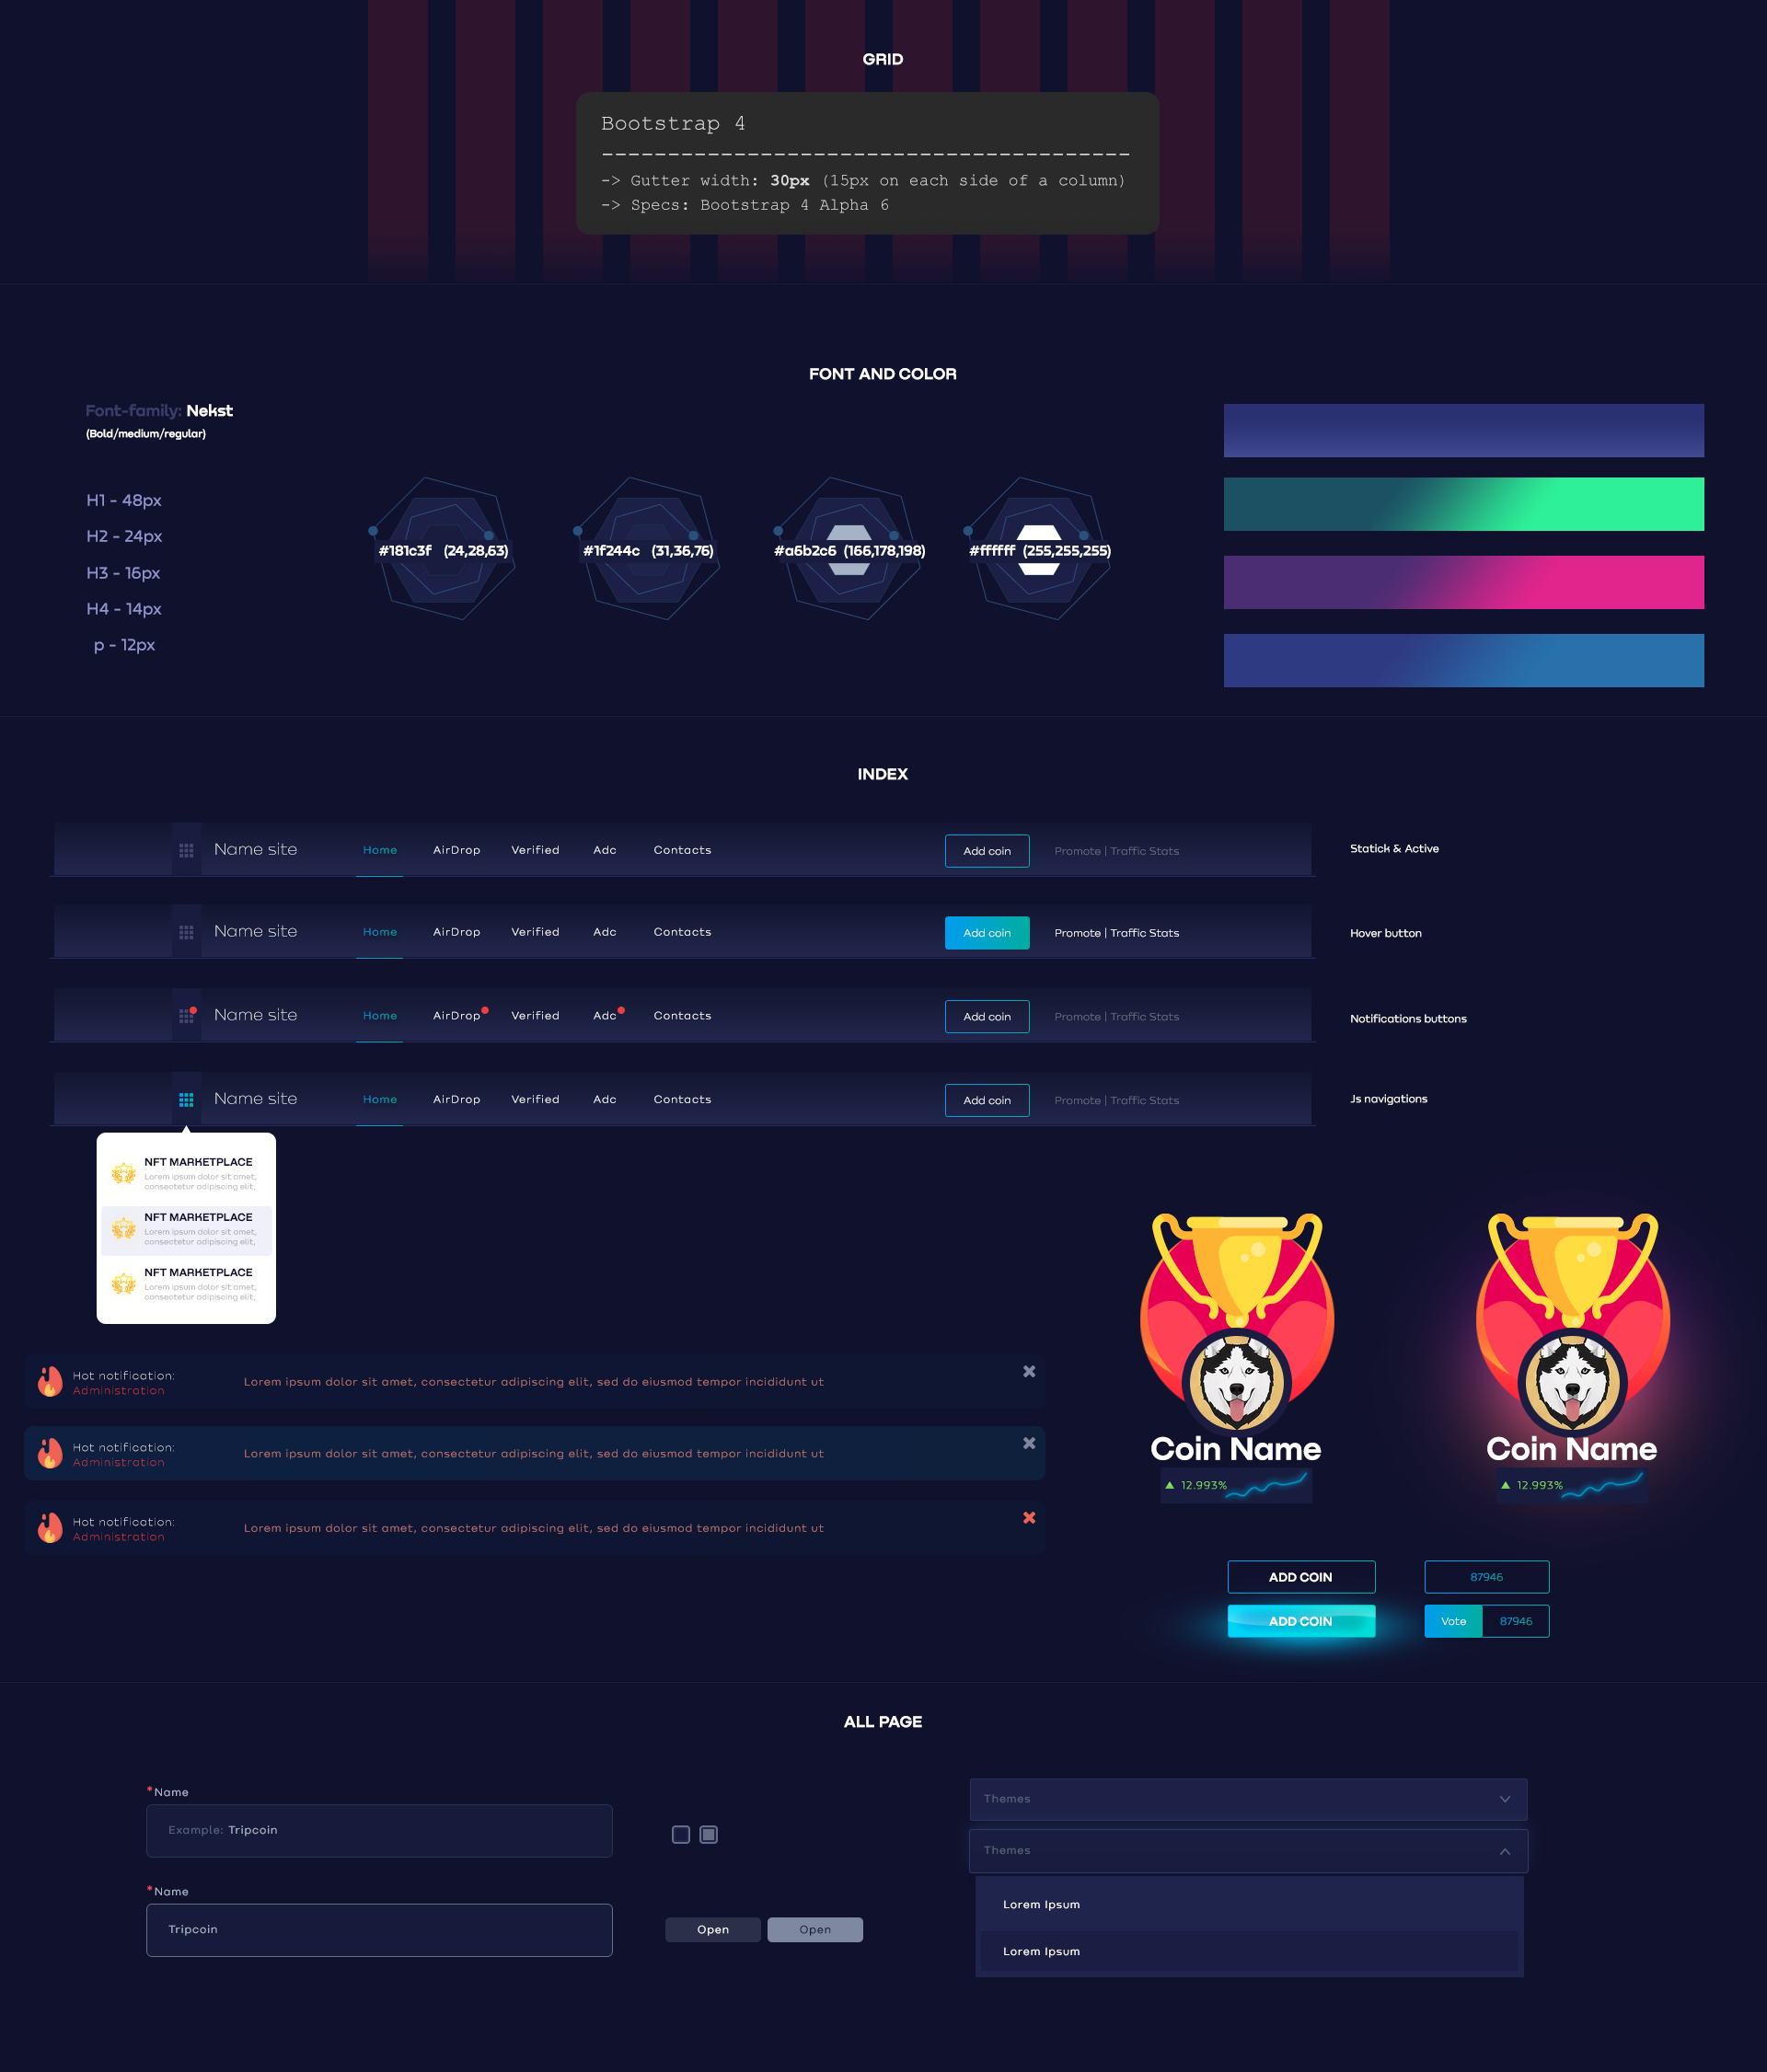 GRID
Bootstrap 4
----------------------------------------
-> Gutter width: 30px (15px on each side of a column)
-> Specs: Bootstrap 4 Alpha 6
FONT AND COLOR
Font-family: Nekst
(Bold/medium/regular)
H1 - 48px
H2 - 24px
H3 - 16px
H4 - 14px
p - 12px
#181c3f (24,28,63)
#1f244c (31,36,76)
#a6b2c6 (166,178,198)
#ffffff (255,255,255)
INDEX
Name site Home AirDrop Verified Adc Contacts Add coin Promote | Traffic Stats Statick & Active
Name site Home AirDrop Verified Adc Contacts Add coin Promote | Traffic Stats Hover button
Name site Home AirDrop Verified Adc Contacts Add coin Promote | Traffic Stats Notifications buttons
Name site Home AirDrop Verified Adc Contacts Add coin Promote | Traffic Stats Js navigations
NFT MARKETPLACE
Lorem ipsum dolor sit amet,
consectetur adipiscing elit,
NFT MARKETPLACE
Lorem ipsum dolor sit amet,
consectetur adipiscing elit,
NFT MARKETPLACE
Lorem ipsum dolor sit amet,
consectetur adipiscing elit,
Hot notification:
Administration
Lorem ipsum dolor sit amet, consectetur adipiscing elit, sed do eiusmod tempor incididunt ut
Hot notification:
Administration
Lorem ipsum dolor sit amet, consectetur adipiscing elit, sed do eiusmod tempor incididunt ut
Hot notification:
Administration
Lorem ipsum dolor sit amet, consectetur adipiscing elit, sed do eiusmod tempor incididunt ut
Coin Name
12.993%
Coin Name
12.993%
ADD COIN
87946
ADD COIN
Vote 87946
ALL PAGE
*Name
Example: Tripcoin
*Name
Tripcoin
Open
Open
Themes
Themes
Lorem Ipsum
Lorem Ipsum